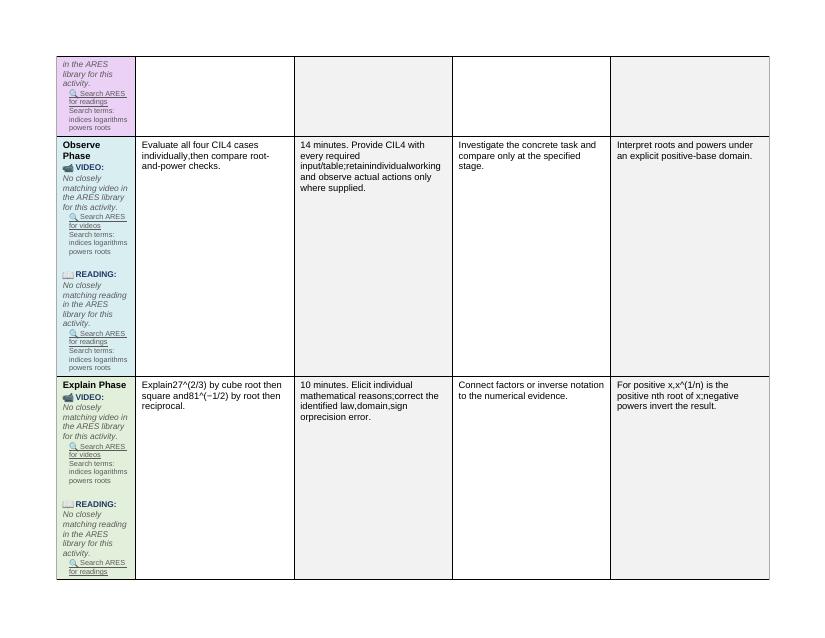 in the ARES
library for this
activity.
🔍 Search ARES
for readings
Search terms:
indices logarithms
powers roots
Observe
Phase
📹 VIDEO:
No closely
matching video in
the ARES library
for this activity.
🔍 Search ARES
for videos
Search terms:
indices logarithms
powers roots
📖 READING:
No closely
matching reading
in the ARES
library for this
activity.
🔍 Search ARES
for readings
Search terms:
indices logarithms
powers roots
Evaluate all four CIL4 cases
individually,then compare root-
and-power checks.
14 minutes. Provide CIL4 with
every required
input/table;retainindividualworking
and observe actual actions only
where supplied.
Investigate the concrete task and
compare only at the specified
stage.
Interpret roots and powers under
an explicit positive-base domain.
Explain Phase
📹 VIDEO:
No closely
matching video in
the ARES library
for this activity.
🔍 Search ARES
for videos
Search terms:
indices logarithms
powers roots
📖 READING:
No closely
matching reading
in the ARES
library for this
activity.
🔍 Search ARES
for readings
Explain27^(2/3) by cube root then
square and81^(−1/2) by root then
reciprocal.
10 minutes. Elicit individual
mathematical reasons;correct the
identified law,domain,sign
orprecision error.
Connect factors or inverse notation
to the numerical evidence.
For positive x,x^(1/n) is the
positive nth root of x;negative
powers invert the result.